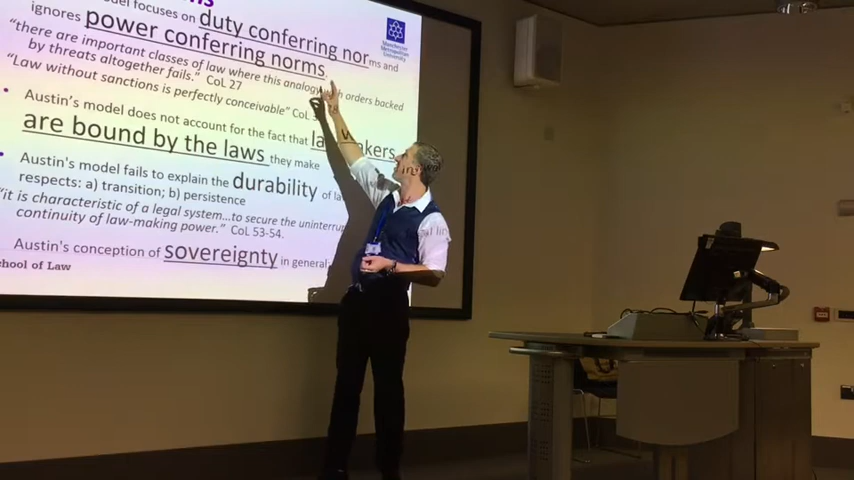 model focuses on duty conferring norms and
ignores power conferring norms
"there are important classes of law where this analogy with orders backed
by threats altogether fails." CoL 27
"Law without sanctions is perfectly conceivable" CoL
Austin's model does not account for the fact that lawmakers
are bound by the laws they make
Austin's model fails to explain the durability of
respects: a) transition; b) persistence
"it is characteristic of a legal system...to secure the uninterrup
continuity of law-making power." CoL 53-54.
Austin's conception of sovereignty in general
chool of Law
Manchester
Metropolitan
University